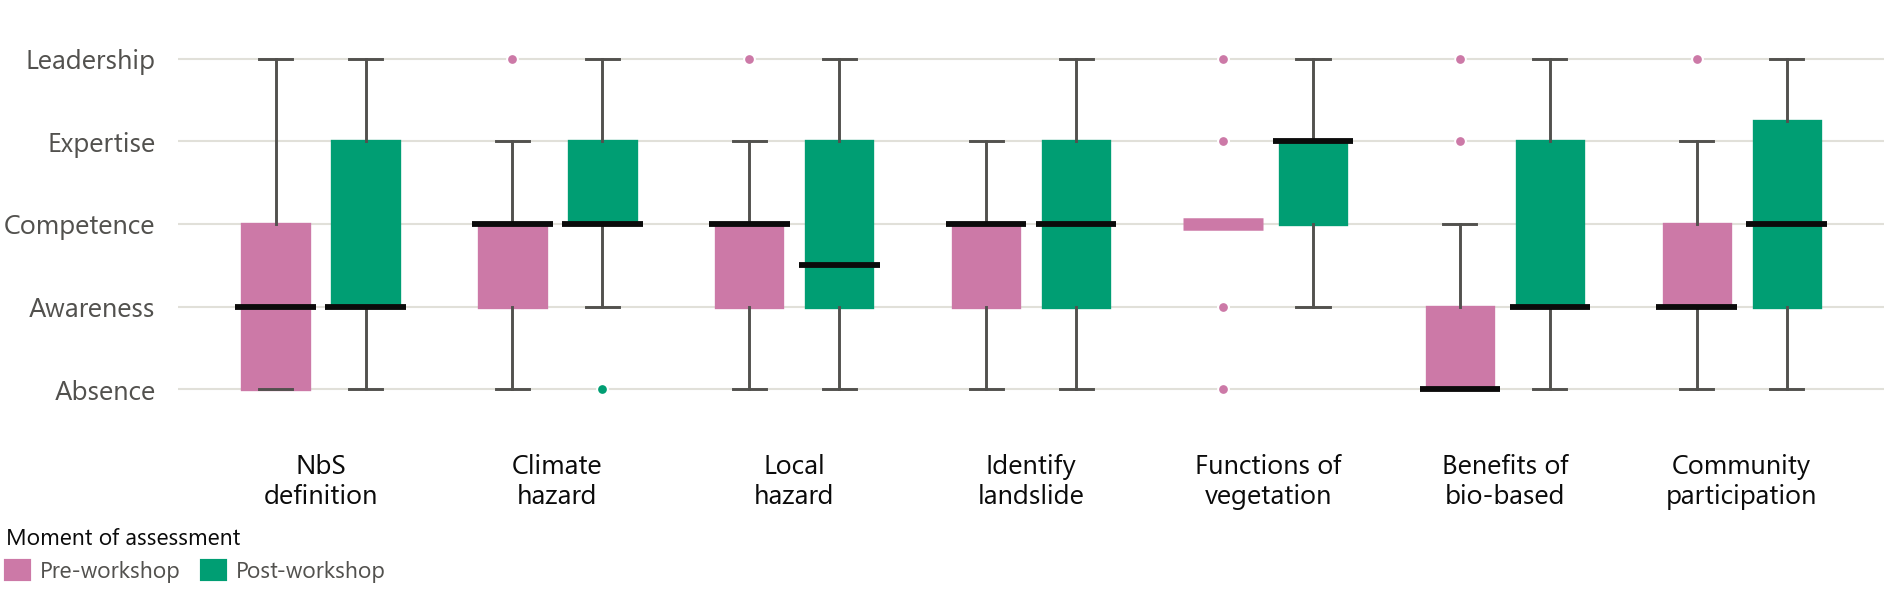 Leadership
Expertise
Competence
Awareness
Absence
NbS
definition
Climate
hazard
Local
hazard
Identify
landslide
Functions of
vegetation
Benefits of
bio-based
Community
participation
Moment of assessment
Pre-workshop
Post-workshop